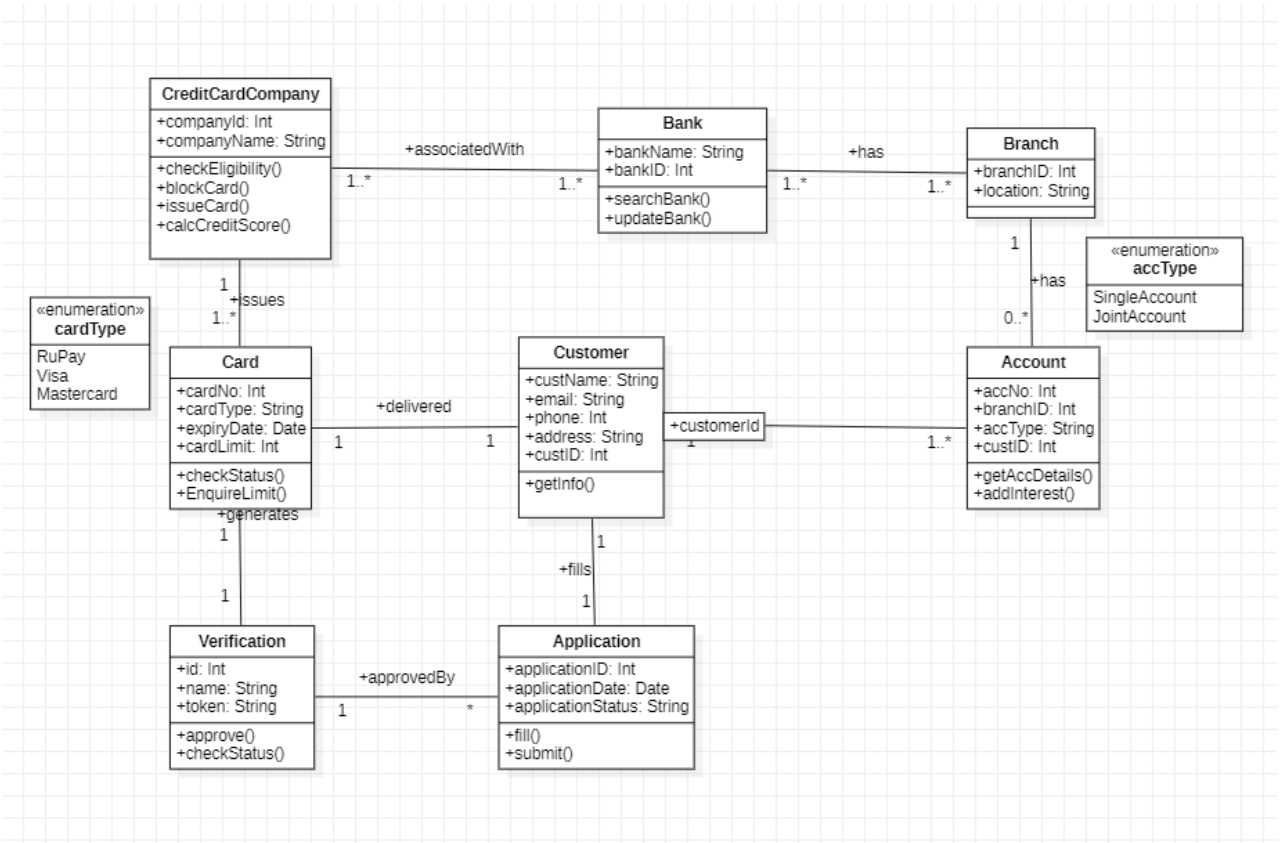 CreditCardCompany
+companyId: Int
+companyName: String
+checkEligibility()
+blockCard()
+issueCard()
+calcCreditScore()
+associatedWith
1..*
1..*
Bank
+bankName: String
+bankID: Int
+searchBank()
+updateBank()
+has
1..*
1..*
Branch
+branchID: Int
+location: String
1
+has
0..*
«enumeration»
accType
SingleAccount
JointAccount
1
+issues
1..*
«enumeration»
cardType
RuPay
Visa
Mastercard
Card
+cardNo: Int
+cardType: String
+expiryDate: Date
+cardLimit: Int
+checkStatus()
+EnquireLimit()
+delivered
1
1
Customer
+custName: String
+email: String
+phone: Int
+address: String
+custID: Int
+getInfo()
+customerId
1
1..*
Account
+accNo: Int
+branchID: Int
+accType: String
+custID: Int
+getAccDetails()
+addInterest()
+generates
1
1
1
+fills
1
Verification
+id: Int
+name: String
+token: String
+approve()
+checkStatus()
+approvedBy
1
*
Application
+applicationID: Int
+applicationDate: Date
+applicationStatus: String
+fill()
+submit()